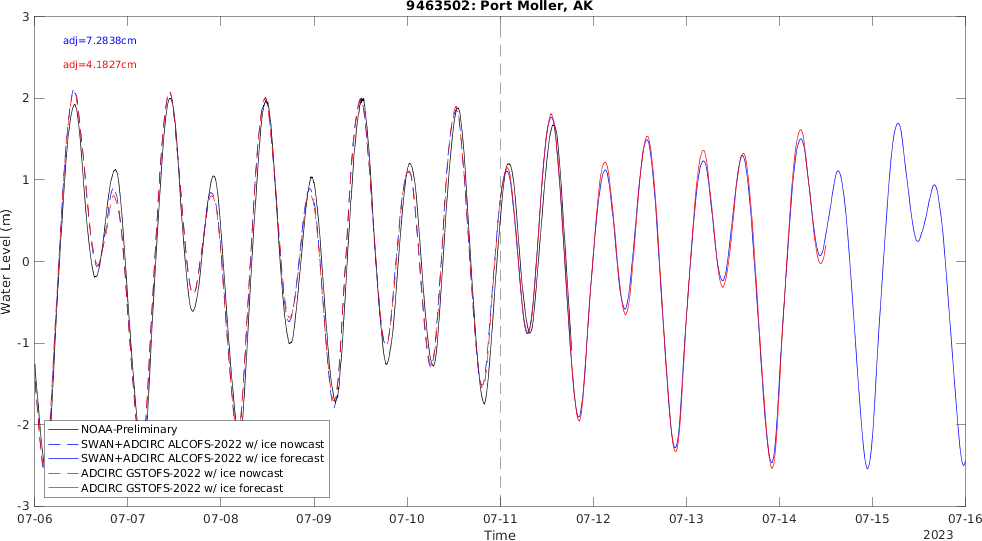 9463502: Port Moller, AK
adj=7.2838cm
adj=4.1827cm
Water Level (m)
3
2
1
0
-1
-2
-3
NOAA-Preliminary
SWAN+ADCIRC ALCOFS-2022 w/ ice nowcast
SWAN+ADCIRC ALCOFS-2022 w/ ice forecast
ADCIRC GSTOFS-2022 w/ ice nowcast
ADCIRC GSTOFS-2022 w/ ice forecast
07-06 07-07 07-08 07-09 07-10 07-11 07-12 07-13 07-14 07-15 07-16
Time
2023